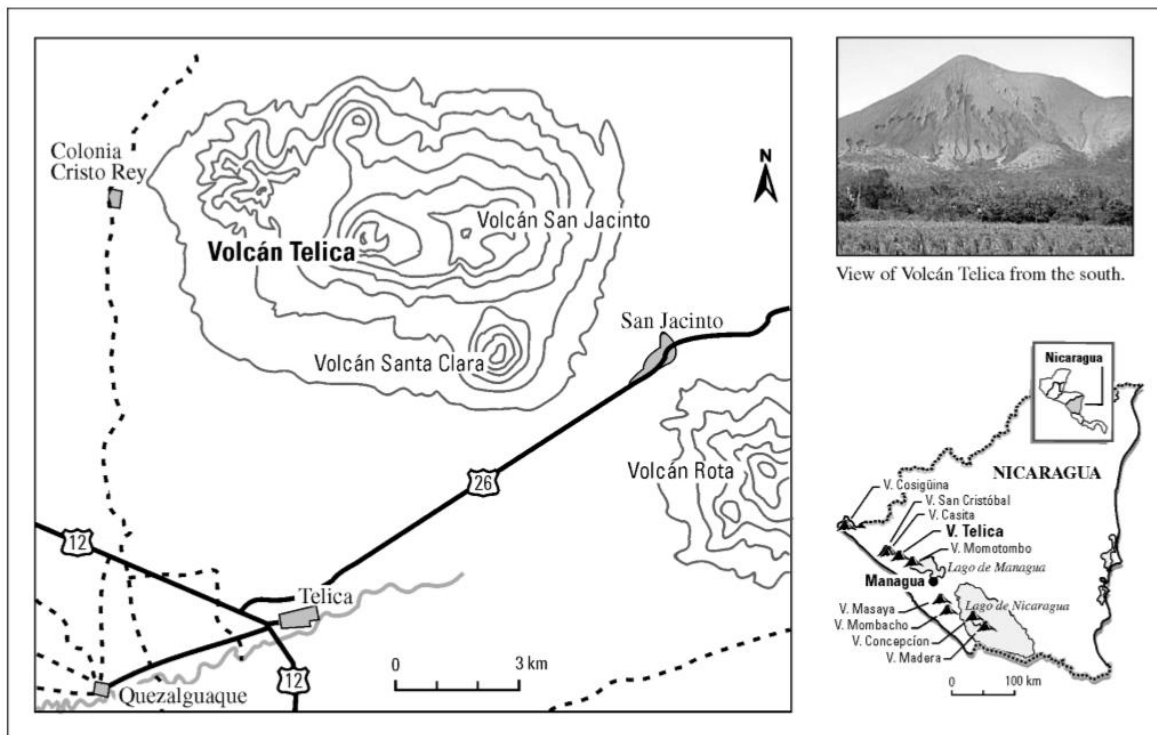 Colonia
Cristo Rey
Volcán Telica
Volcán San Jacinto
San Jacinto
Volcán Santa Clara
Volcán Rota
26
12
Telica
12
Quezalguaque
0 3 km
N
View of Volcán Telica from the south.
Nicaragua
NICARAGUA
V. Cosigüina
V. San Cristóbal
V. Casita
V. Telica
V. Momotombo
Lago de Managua
Managua
Lago de Nicaragua
V. Masaya
V. Mombacho
V. Concepcíon
V. Madera
0 100 km